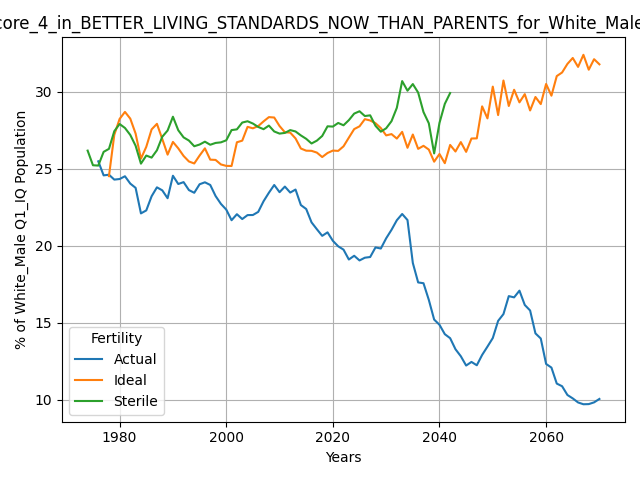 core_4_in_BETTER_LIVING_STANDARDS_NOW_THAN_PARENTS_for_White_Male
% of White_Male Q1_IQ Population
30
25
20
15
10
Fertility
Actual
Ideal
Sterile
1980 2000 2020 2040 2060
Years